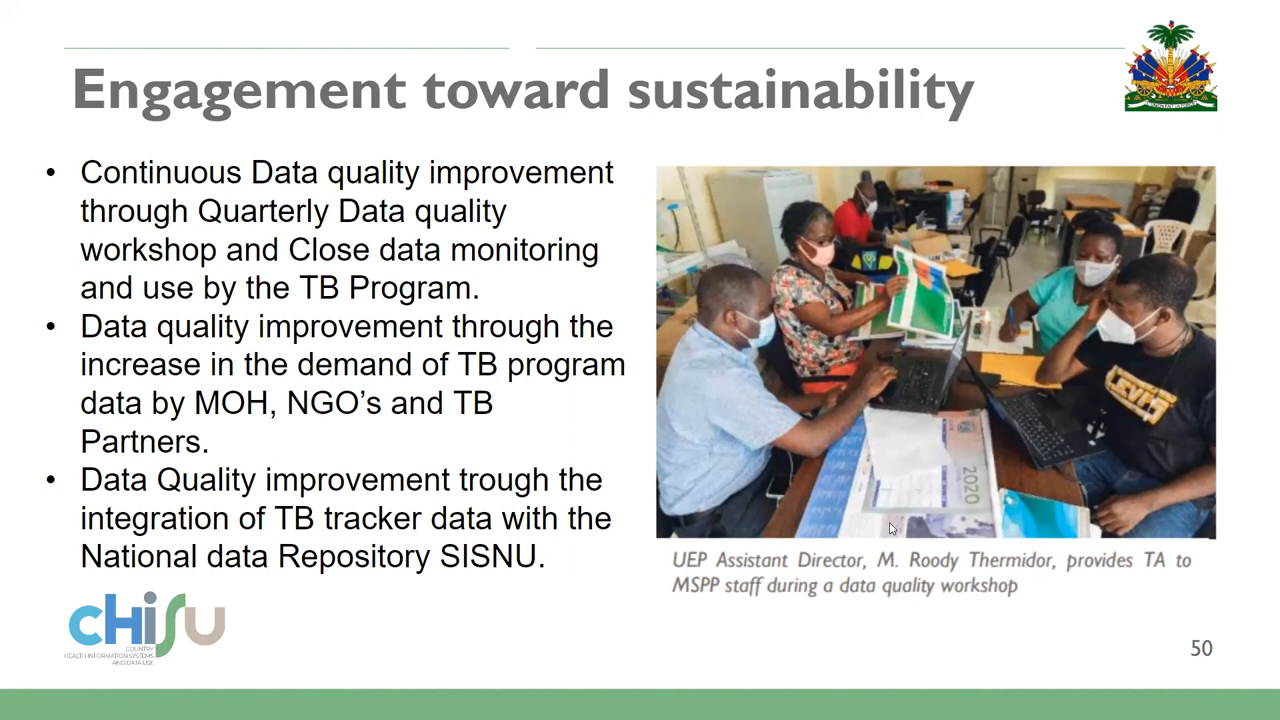 Engagement toward sustainability
• Continuous Data quality improvement
through Quarterly Data quality
workshop and Close data monitoring
and use by the TB Program.
• Data quality improvement through the
increase in the demand of TB program
data by MOH, NGO’s and TB
Partners.
• Data Quality improvement trough the
integration of TB tracker data with the
National data Repository SISNU.
2020
UEP Assistant Director, M. Roody Thermidor, provides TA to
MSPP staff during a data quality workshop
CHISU
COUNTRY
HEALTH INFORMATION SYSTEMS
AND DATA USE
50